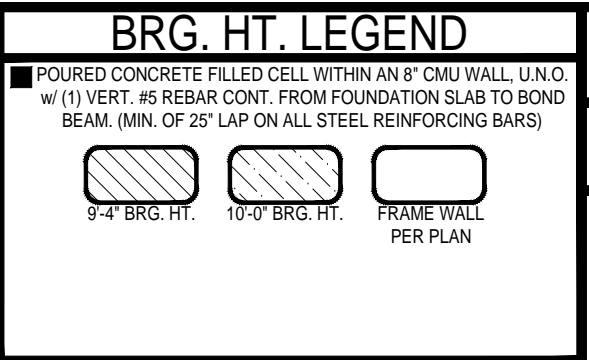 BRG. HT. LEGEND
POURED CONCRETE FILLED CELL WITHIN AN 8" CMU WALL, U.N.O.
w/ (1) VERT. #5 REBAR CONT. FROM FOUNDATION SLAB TO BOND
BEAM. (MIN. OF 25" LAP ON ALL STEEL REINFORCING BARS)
9'-4" BRG. HT.
10'-0" BRG. HT.
FRAME WALL
PER PLAN